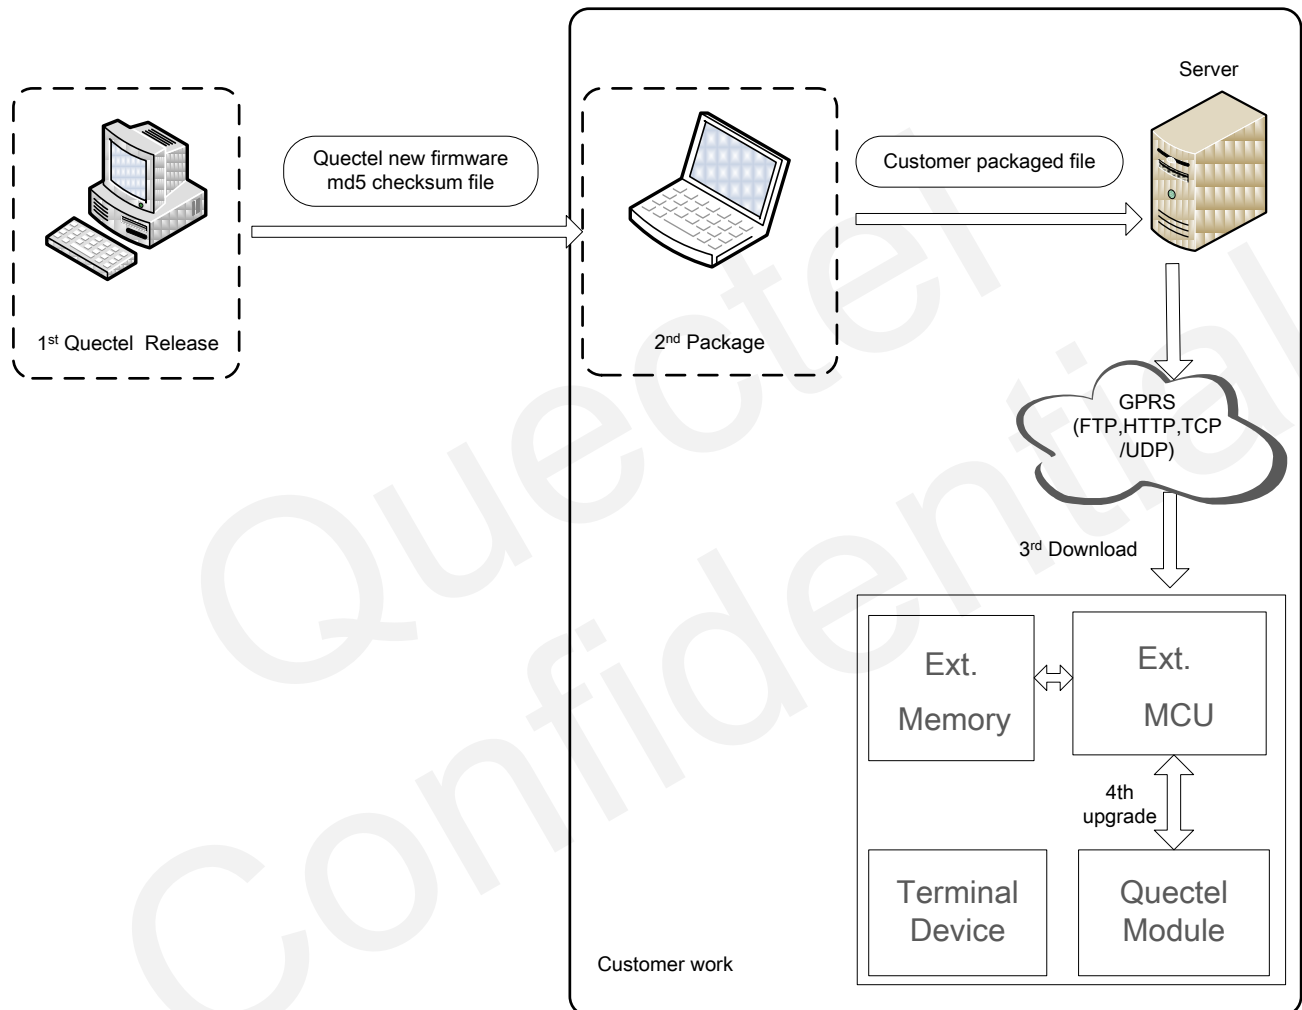 Server
Quectel new firmware
md5 checksum file
Customer packaged file
1st Quectel Release
2nd Package
GPRS
(FTP,HTTP,TCP
/UDP)
3rd Download
Ext.
Memory
Ext.
MCU
4th
upgrade
Terminal
Device
Quectel
Module
Customer work
Quectel
Confidential